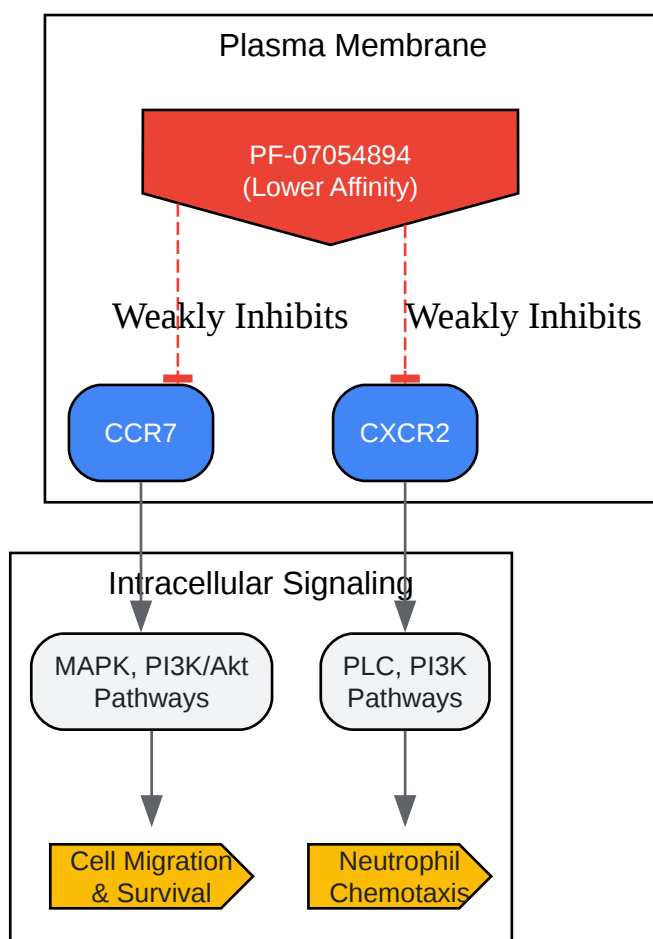 Plasma Membrane
PF-07054894
(Lower Affinity)
Weakly Inhibits
Weakly Inhibits
CCR7
CXCR2
Intracellular Signaling
MAPK, PI3K/Akt
Pathways
PLC, PI3K
Pathways
Cell Migration
& Survival
Neutrophil
Chemotaxis